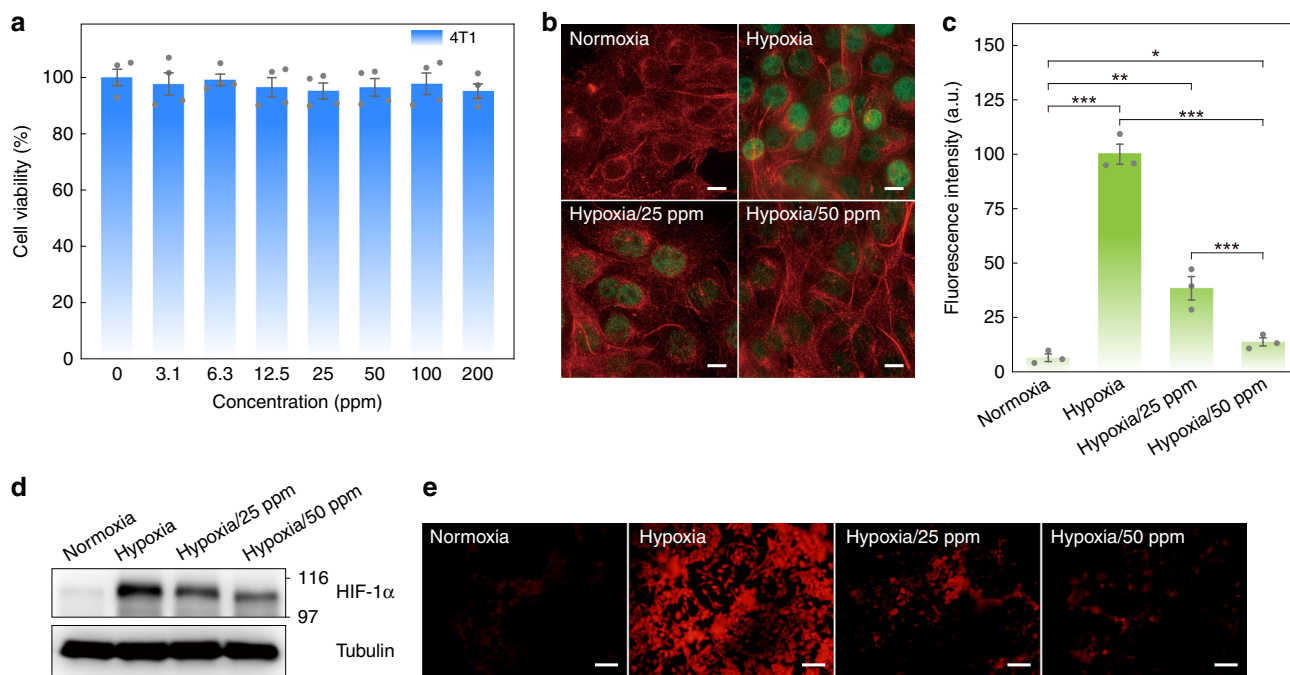 a
4T1
Cell viability (%)
100
80
60
40
20
0
0 3.1 6.3 12.5 25 50 100 200
Concentration (ppm)
b
Normoxia Hypoxia
Hypoxia/25 ppm Hypoxia/50 ppm
c
Fluorescence intensity (a.u.)
150
125
100
75
50
25
0
*
**
*** ***
***
Normoxia
Hypoxia
Hypoxia/25 ppm
Hypoxia/50 ppm
d
Normoxia
Hypoxia
Hypoxia/25 ppm
Hypoxia/50 ppm
116
HIF-1α
97
Tubulin
e
Normoxia Hypoxia Hypoxia/25 ppm Hypoxia/50 ppm